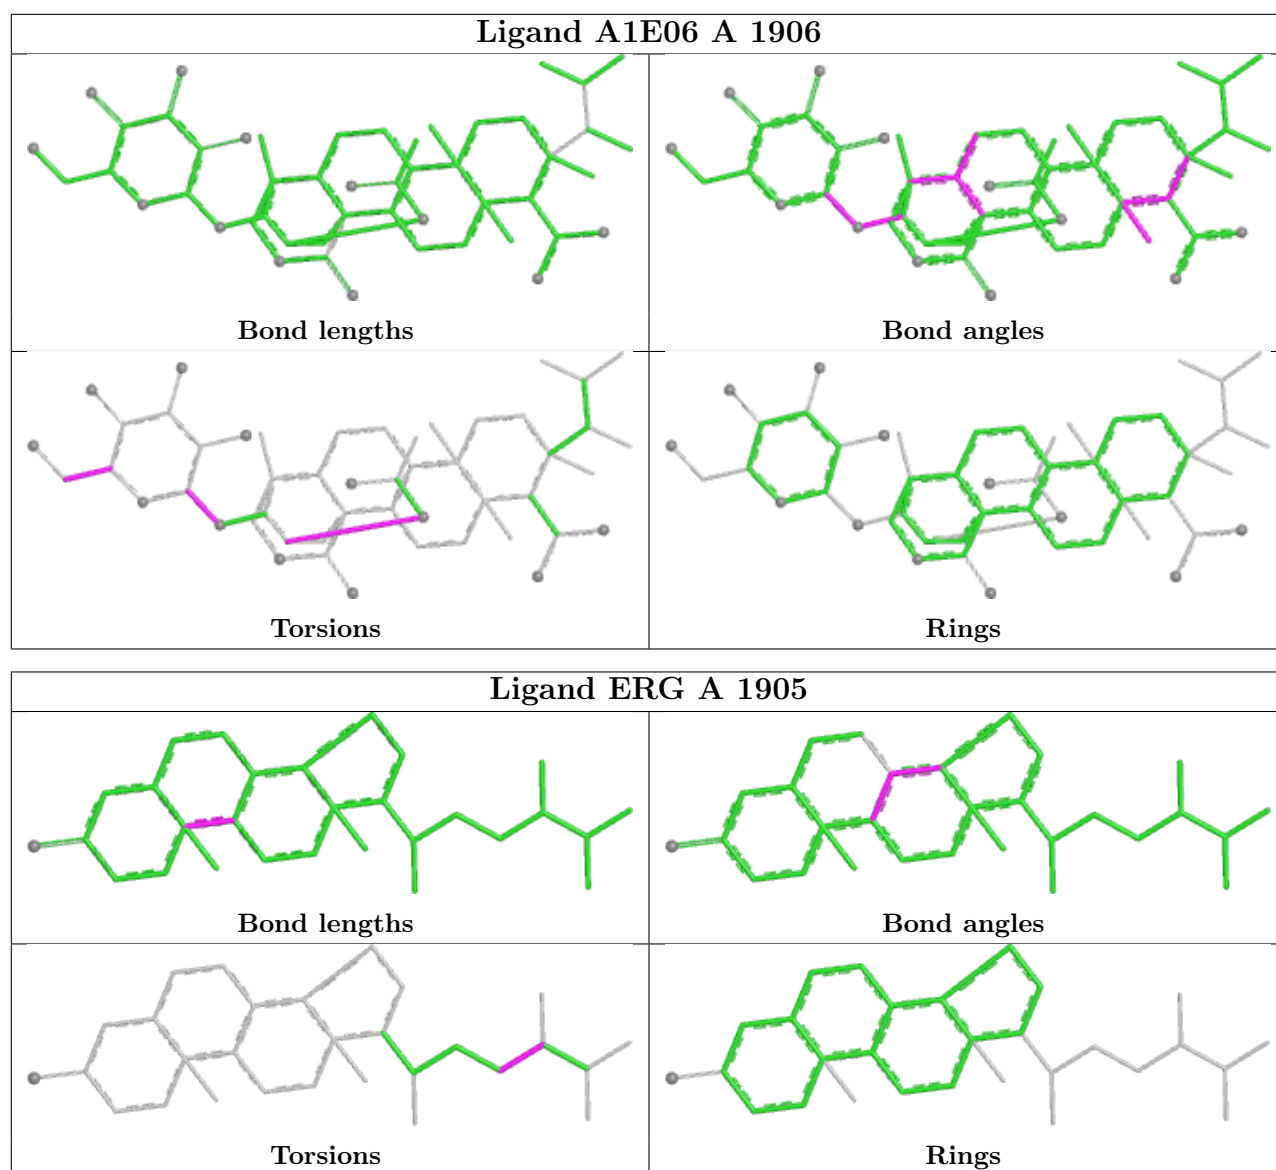 Ligand A1E06 A 1906
Bond lengths
Bond angles
Torsions
Rings
Ligand ERG A 1905
Bond lengths
Bond angles
Torsions
Rings